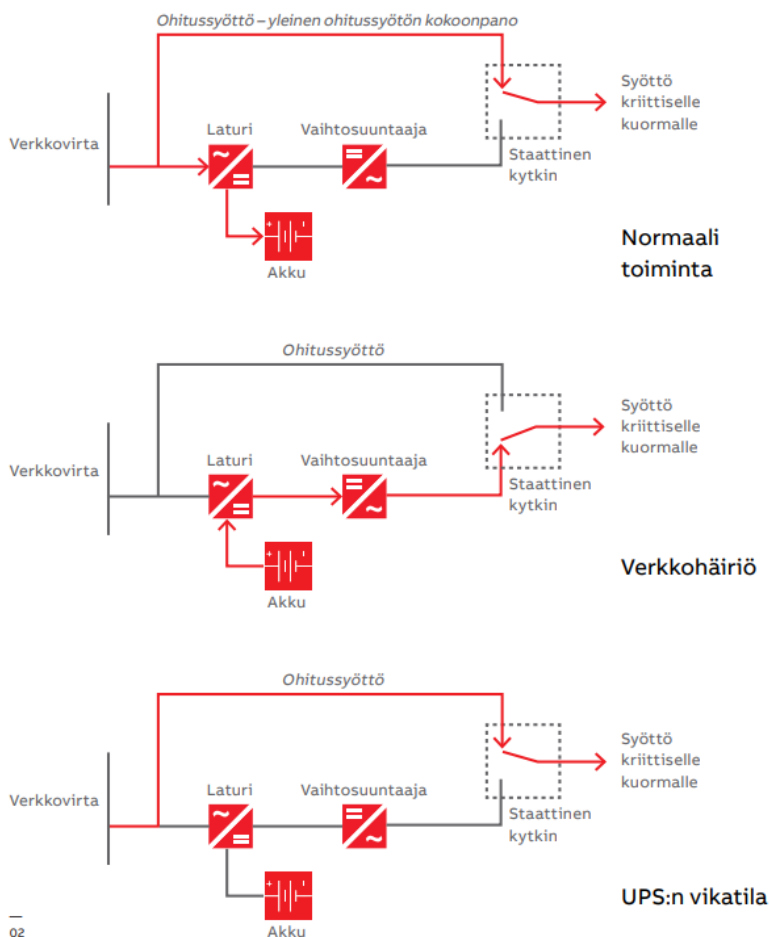 Ohitussyöttö – yleinen ohitussyötön kokoonpano
Syöttö
kriittiselle
kuormalle
Verkkovirta
Laturi
Vaihtosuuntaaja
Staattinen
kytkin
Akku
Normaali
toiminta
Ohitussyöttö
Syöttö
kriittiselle
kuormalle
Verkkovirta
Laturi
Vaihtosuuntaaja
Staattinen
kytkin
Akku
Verkkohäiriö
Ohitussyöttö
Syöttö
kriittiselle
kuormalle
Verkkovirta
Laturi
Vaihtosuuntaaja
Staattinen
kytkin
Akku
UPS:n vikatila
—
02